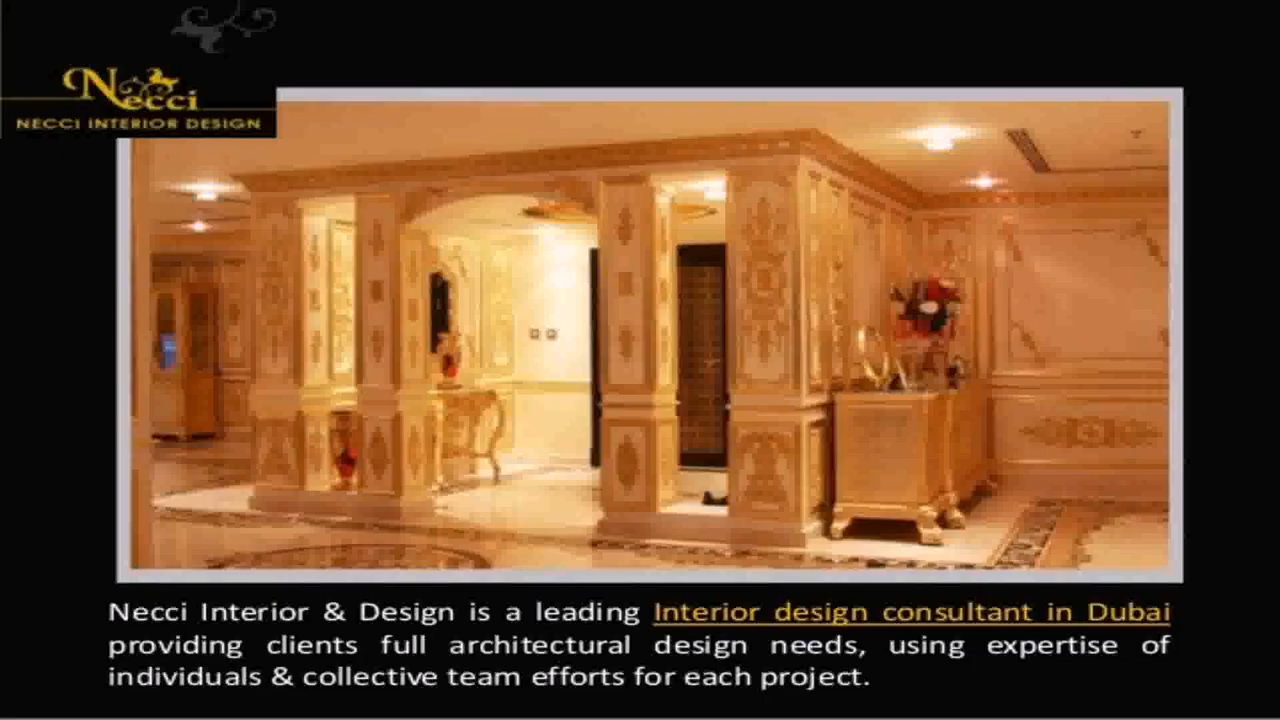 Necci
NECCI INTERIOR DESIGN
Necci Interior & Design is a leading Interior design consultant in Dubai
providing clients full architectural design needs, using expertise of
individuals & collective team efforts for each project.